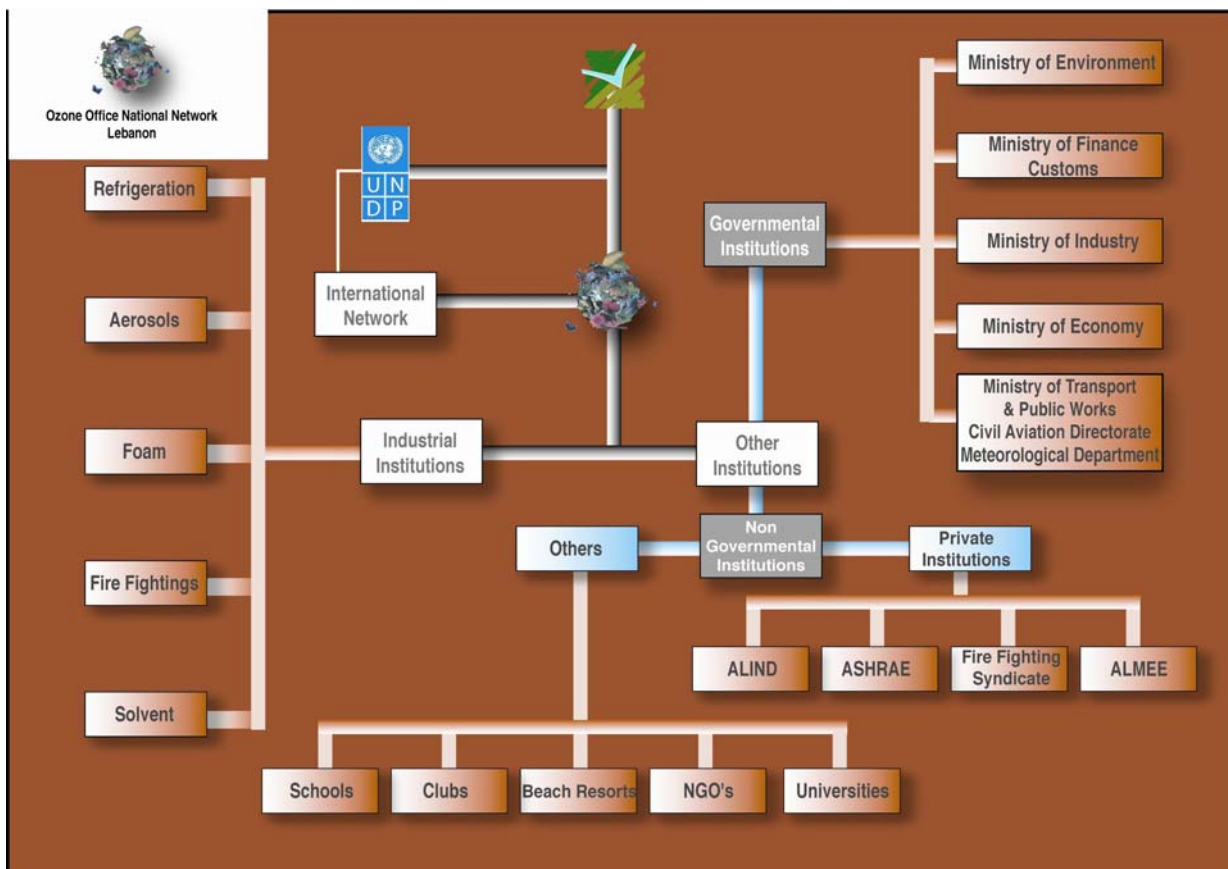 Ozone Office National Network
Lebanon
Refrigeration
Aerosols
Foam
Fire Fightings
Solvent
U N
D P
International
Network
Industrial
Institutions
Governmental
Institutions
Other
Institutions
Non
Governmental
Institutions
Others
Private
Institutions
Ministry of Environment
Ministry of Finance
Customs
Ministry of Industry
Ministry of Economy
Ministry of Transport
& Public Works
Civil Aviation Directorate
Meteorological Department
ALIND
ASHRAE
Fire Fighting
Syndicate
ALMEE
Schools
Clubs
Beach Resorts
NGO's
Universities